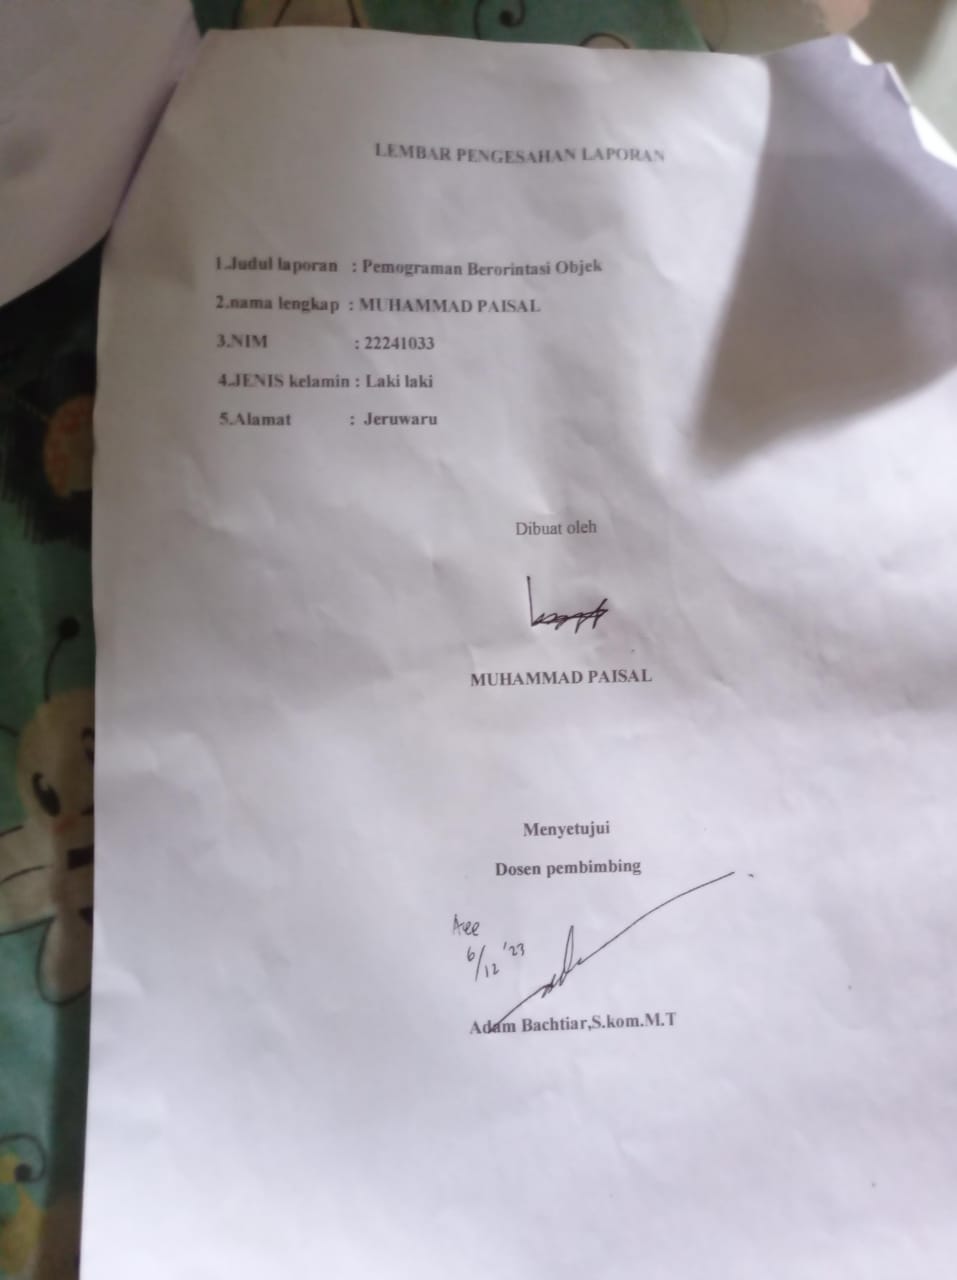 LEMBAR PENGESAHAN LAPORAN
1.Judul laporan : Pemograman Berorintasi Objek
2.nama lengkap : MUHAMMAD PAISAL
3.NIM : 22241033
4.JENIS kelamin : Laki laki
5.Alamat : Jeruwaru
Dibuat oleh
MUHAMMAD PAISAL
Menyetujui
Dosen pembimbing
Acc
6/12 '23
Adam Bachtiar,S.kom.M.T